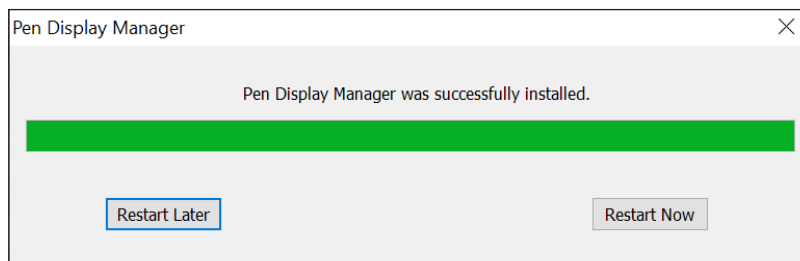 Pen Display Manager
Pen Display Manager was successfully installed.
Restart Later
Restart Now